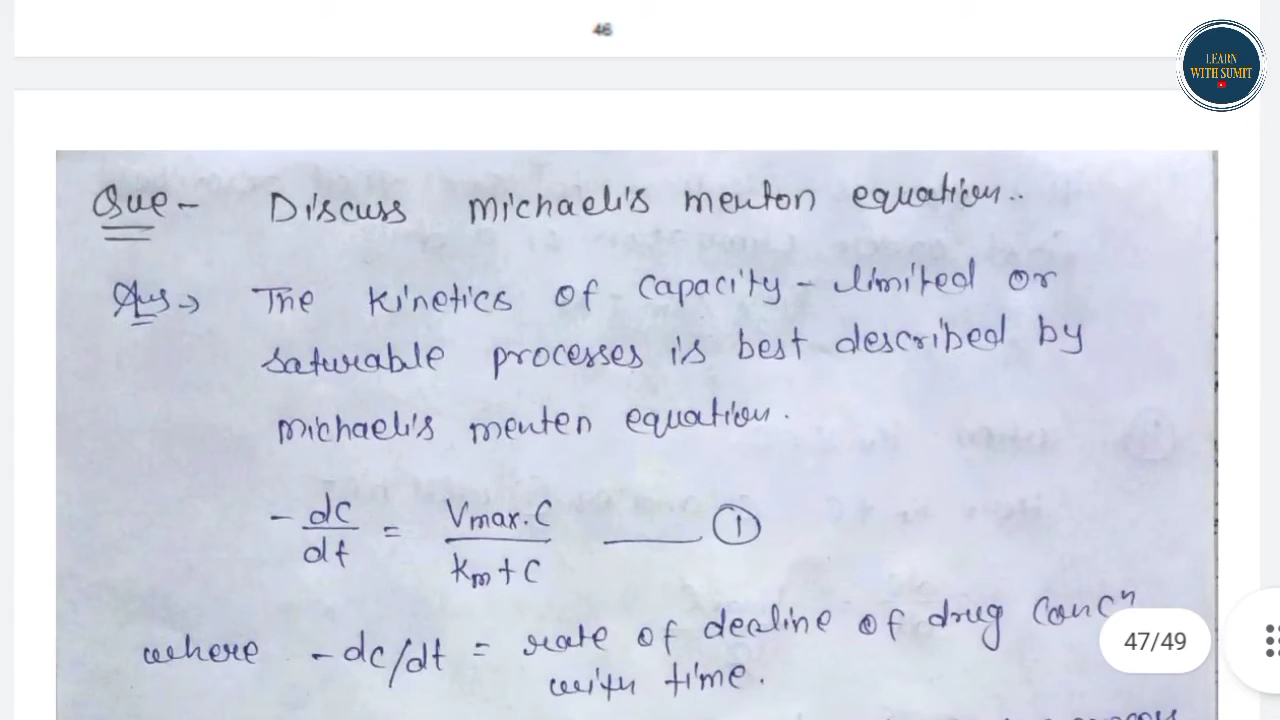 46
LEARN
WITH SUMIT
Que - Discuss michaeli's menton equation..
Ans → The kinetics of capacity - limited or
saturable processes is best described by
michaeli's menten equation.
- dc/dt = Vmax.C / km + C —— ①
where - dc/dt = rate of decline of drug concn
with time.
47/49